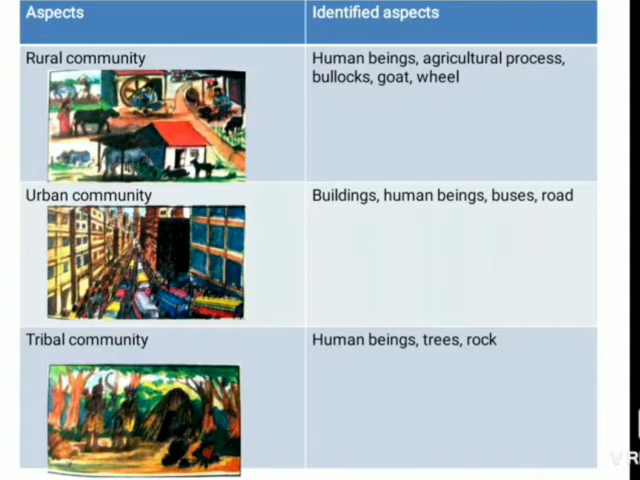 Aspects
Identified aspects
Rural community
Human beings, agricultural process,
bullocks, goat, wheel
Urban community
Buildings, human beings, buses, road
Tribal community
Human beings, trees, rock